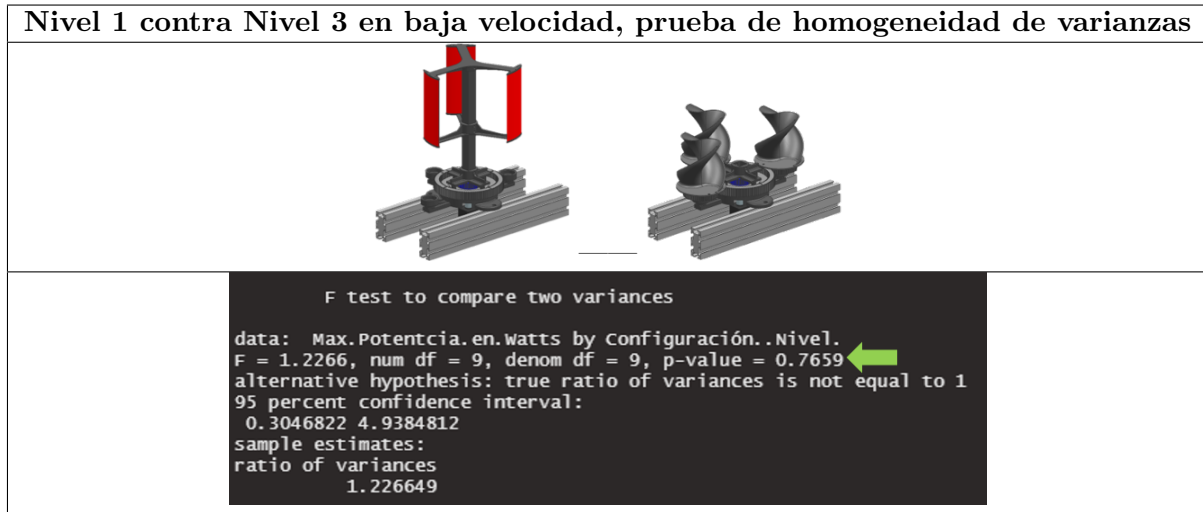 Nivel 1 contra Nivel 3 en baja velocidad, prueba de homogeneidad de varianzas
F test to compare two variances
data: Max.Potentcia.en.Watts by Configuración..Nivel.
F = 1.2266, num df = 9, denom df = 9, p-value = 0.7659
alternative hypothesis: true ratio of variances is not equal to 1
95 percent confidence interval:
0.3046822 4.9384812
sample estimates:
ratio of variances
1.226649